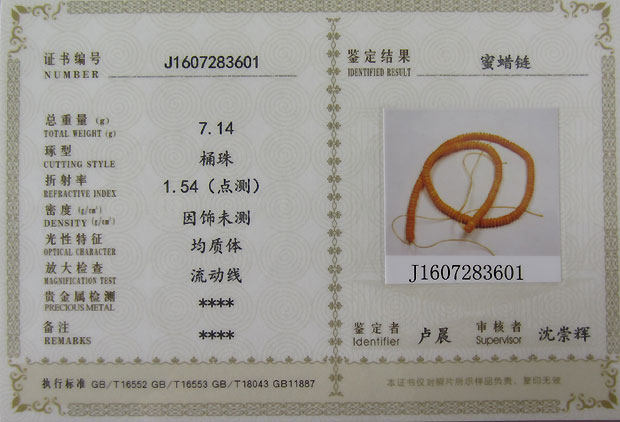 证书编号
NUMBER
J1607283601
总重量 (g)
TOTAL WEIGHT (g)
7.14
琢型
CUTTING STYLE
桶珠
折射率
REFRACTIVE INDEX
1.54（点测）
密度 (g/cm³)
DENSITY (g/cm³)
因饰未测
光性特征
OPTICAL CHARACTER
均质体
放大检查
MAGNIFICATION TEST
流动线
贵金属检测
PRECIOUS METAL
****
备注
REMARKS
****
执行标准 GB/T16552 GB/T16553 GB/T18043 GB11887
鉴定结果
IDENTIFIED RESULT
蜜蜡链
J1607283601
鉴定者 卢晨 审核者 沈崇辉
Identifier Supervisor
本证书仅对照片所示样品负责，复印无效